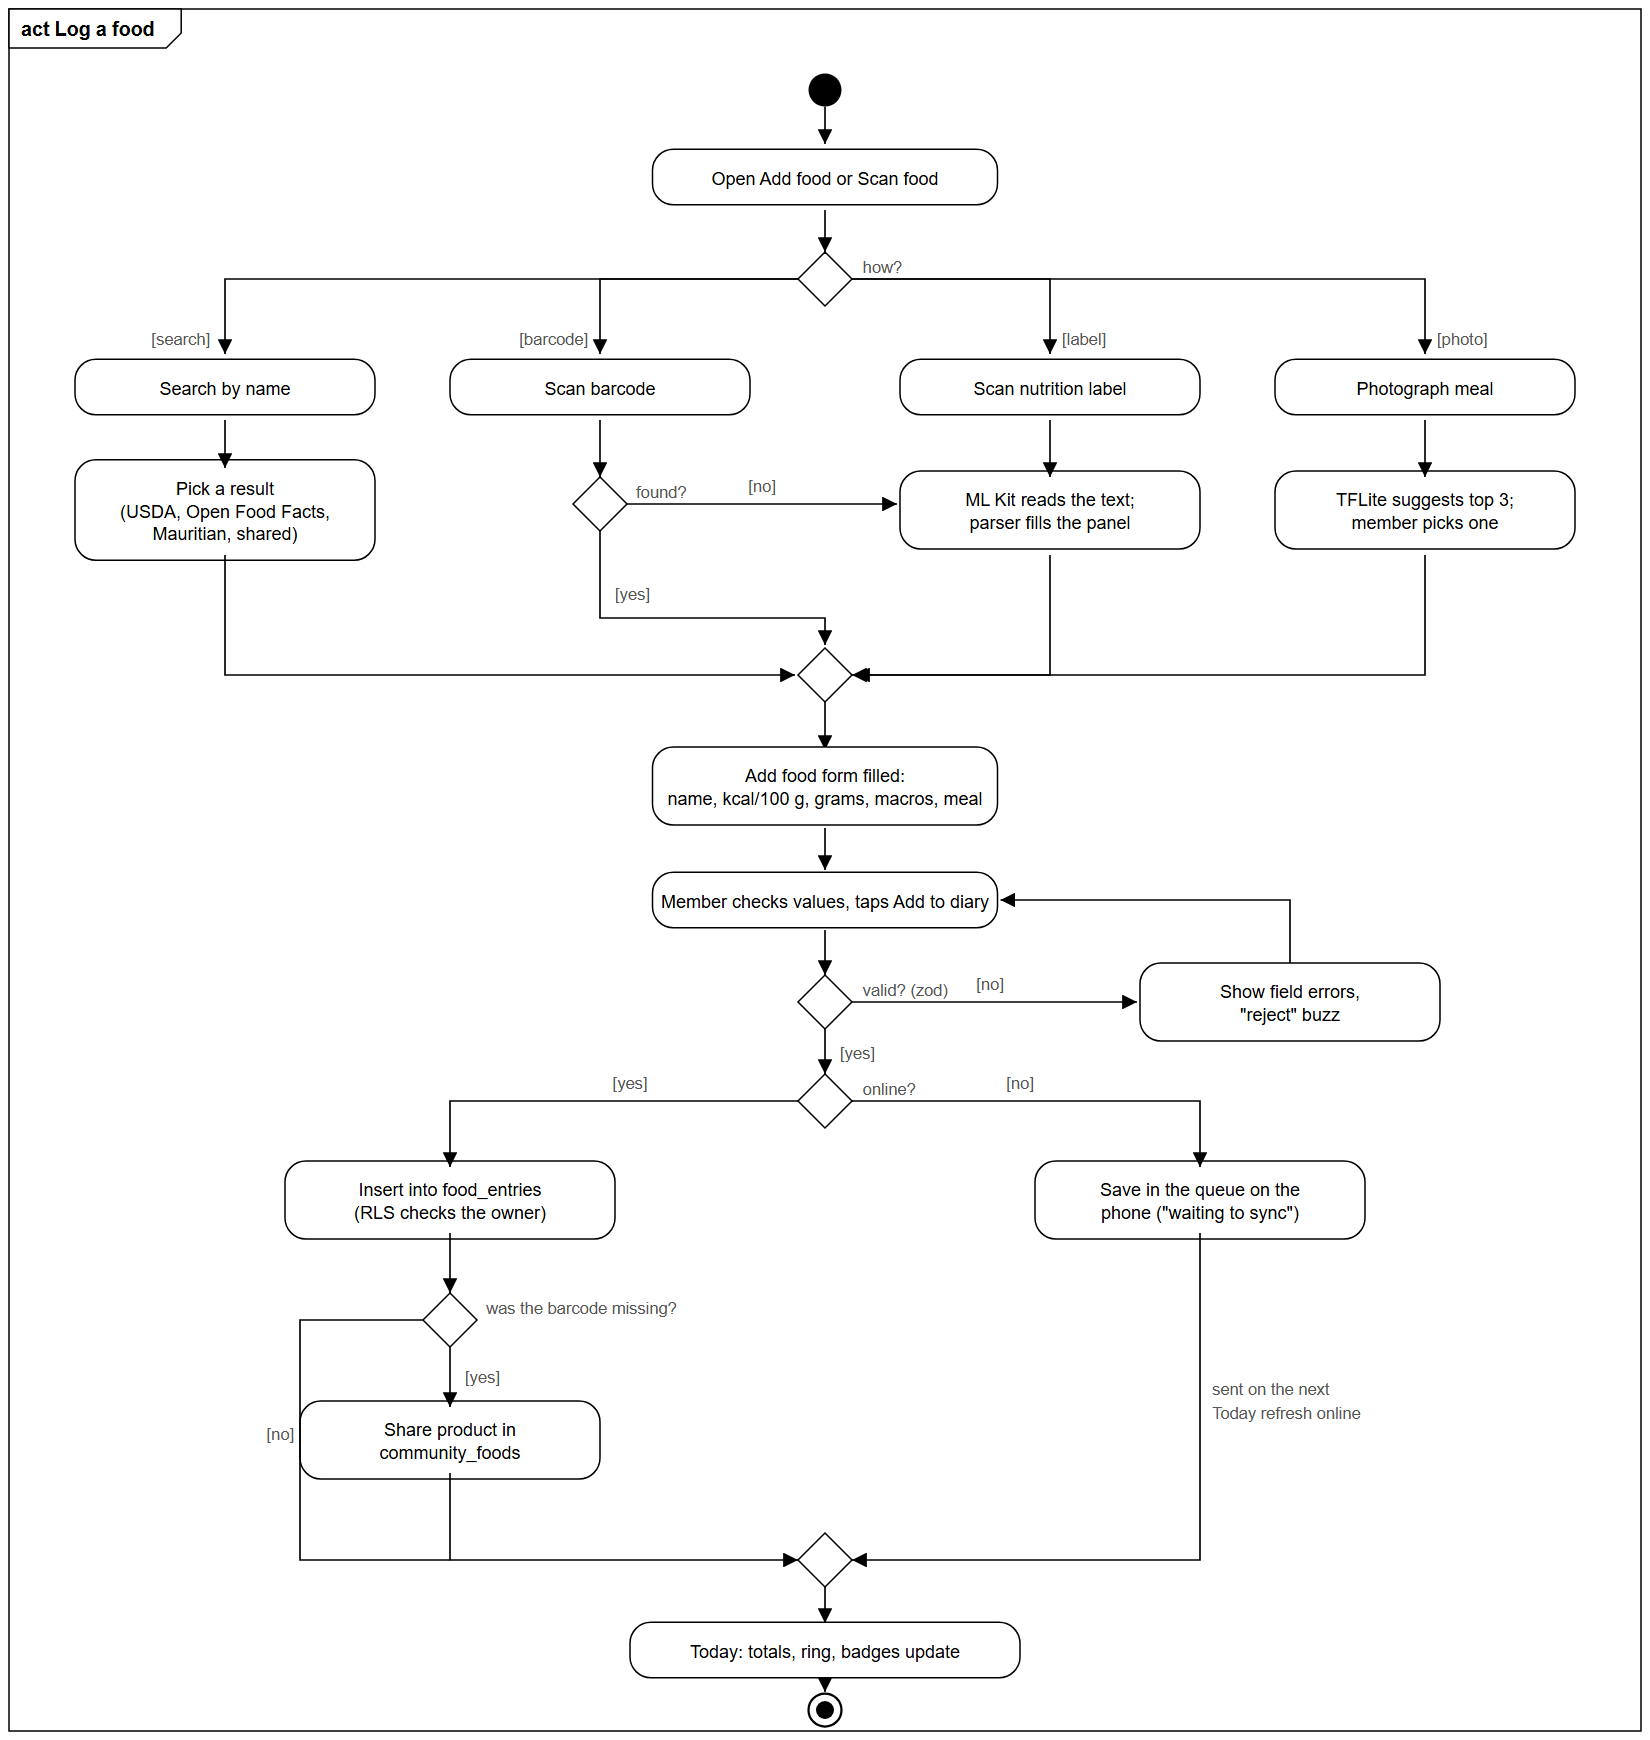 act Log a food
Open Add food or Scan food
how?
[search]
[barcode]
[label]
[photo]
Search by name
Scan barcode
Scan nutrition label
Photograph meal
Pick a result
(USDA, Open Food Facts,
Mauritian, shared)
found?
[no]
ML Kit reads the text;
parser fills the panel
TFLite suggests top 3;
member picks one
[yes]
Add food form filled:
name, kcal/100 g, grams, macros, meal
Member checks values, taps Add to diary
valid? (zod)
[no]
Show field errors,
"reject" buzz
[yes]
[yes]
online?
[no]
Insert into food_entries
(RLS checks the owner)
Save in the queue on the
phone ("waiting to sync")
was the barcode missing?
[yes]
sent on the next
Today refresh online
[no]
Share product in
community_foods
Today: totals, ring, badges update